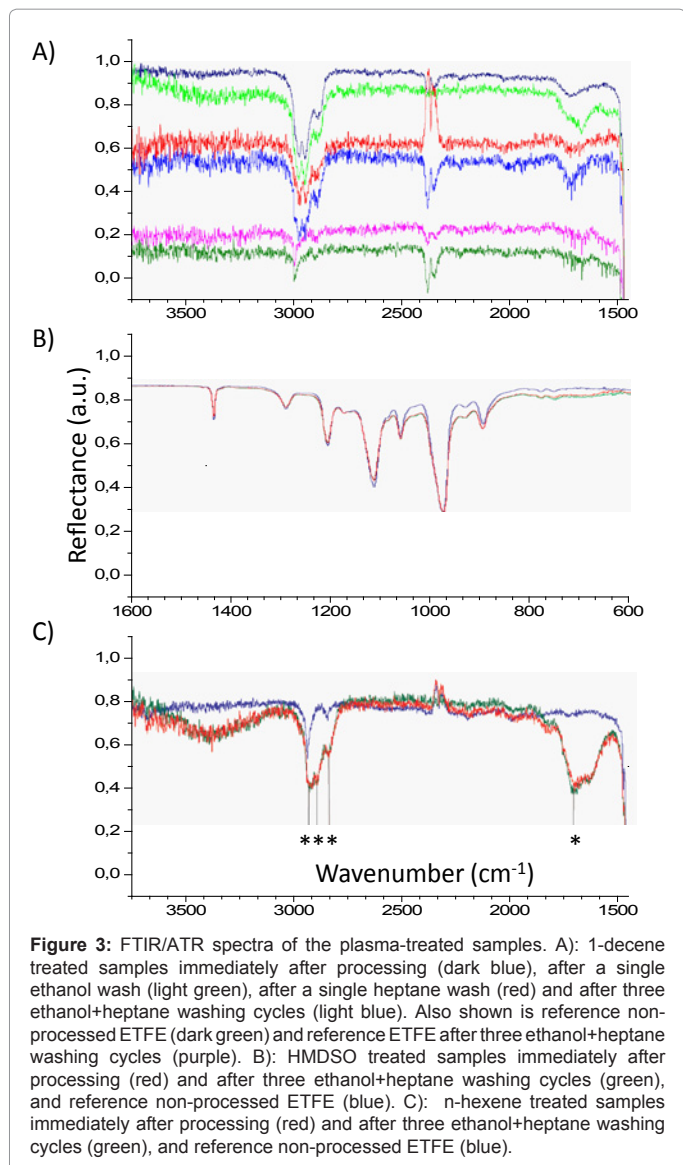 A)
1,0
0,8
0,6
0,4
0,2
0,0
3500 3000 2500 2000 1500
B)
Reflectance (a.u.)
1,0
0,8
0,6
0,4
0,2
0,0
1600 1400 1200 1000 800 600
C)
1,0
0,8
0,6
0,4
0,2
0,0
*** *
Wavenumber (cm-1)
3500 3000 2500 2000 1500
Figure 3: FTIR/ATR spectra of the plasma-treated samples. A): 1-decene
treated samples immediately after processing (dark blue), after a single
ethanol wash (light green), after a single heptane wash (red) and after three
ethanol+heptane washing cycles (light blue). Also shown is reference non-
processed ETFE (dark green) and reference ETFE after three ethanol+heptane
washing cycles (purple). B): HMDSO treated samples immediately after
processing (red) and after three ethanol+heptane washing cycles (green),
and reference non-processed ETFE (blue). C): n-hexene treated samples
immediately after processing (red) and after three ethanol+heptane washing
cycles (green), and reference non-processed ETFE (blue).